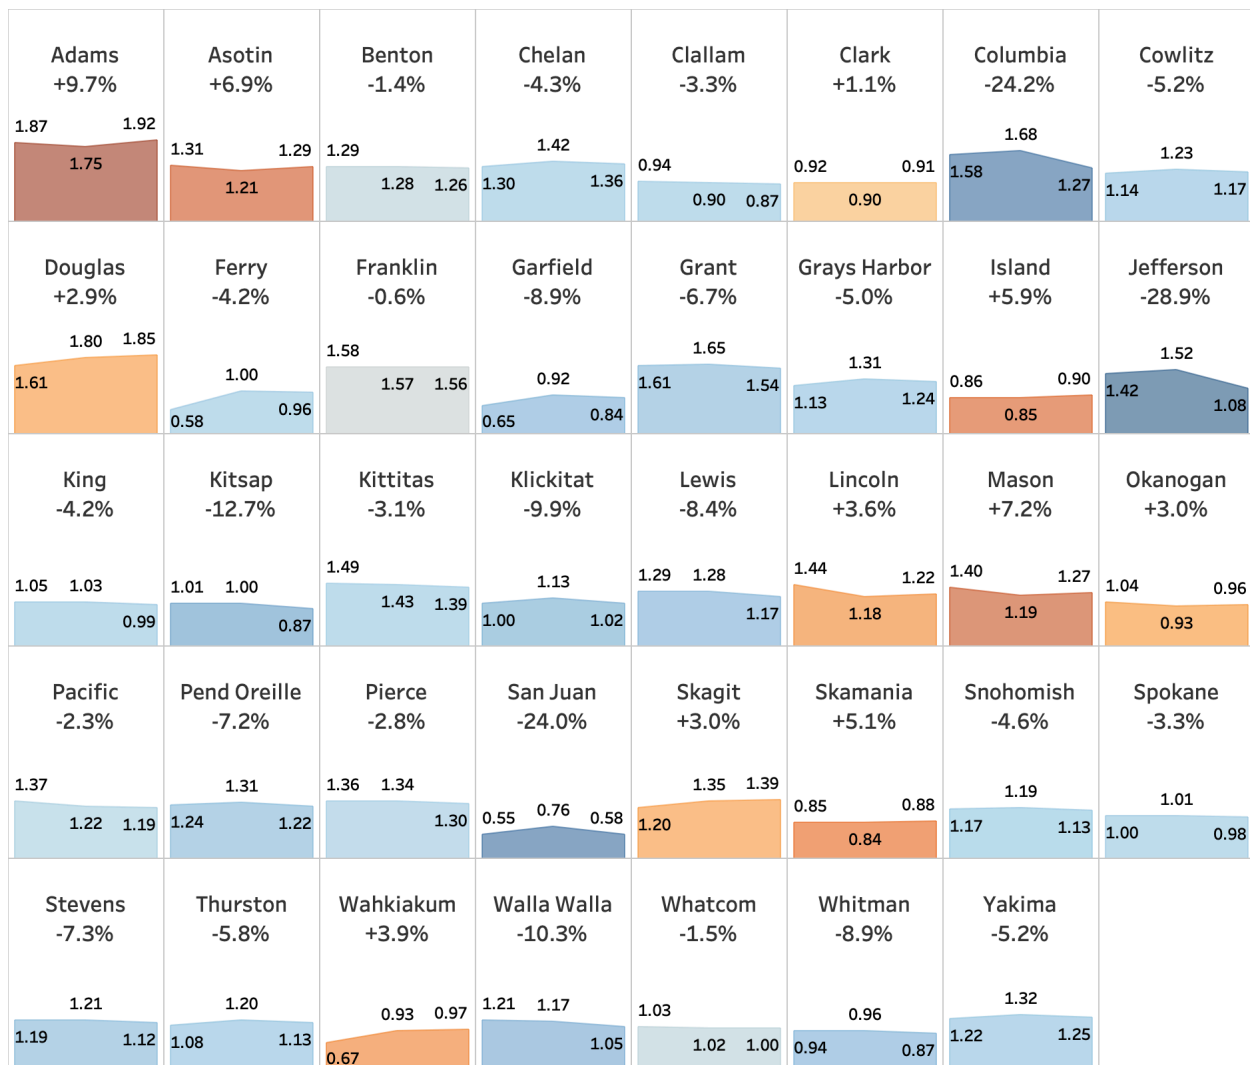 Adams Asotin Benton Chelan Clallam Clark Columbia Cowlitz
+9.7% +6.9% -1.4% -4.3% -3.3% +1.1% -24.2% -5.2%
1.87 1.75 1.92 1.31 1.21 1.29 1.29 1.28 1.26 1.30 1.42 1.36 0.94 0.90 0.87 0.92 0.90 0.91 1.58 1.68 1.27 1.14 1.23 1.17
Douglas Ferry Franklin Garfield Grant Grays Harbor Island Jefferson
+2.9% -4.2% -0.6% -8.9% -6.7% -5.0% +5.9% -28.9%
1.61 1.80 1.85 0.58 1.00 0.96 1.58 1.57 1.56 0.65 0.92 0.84 1.61 1.65 1.54 1.13 1.31 1.24 0.86 0.85 0.90 1.42 1.52 1.08
King Kitsap Kittitas Klickitat Lewis Lincoln Mason Okanogan
-4.2% -12.7% -3.1% -9.9% -8.4% +3.6% +7.2% +3.0%
1.05 1.03 0.99 1.01 1.00 0.87 1.49 1.43 1.39 1.00 1.13 1.02 1.29 1.28 1.17 1.44 1.18 1.22 1.40 1.19 1.27 1.04 0.93 0.96
Pacific Pend Oreille Pierce San Juan Skagit Skamania Snohomish Spokane
-2.3% -7.2% -2.8% -24.0% +3.0% +5.1% -4.6% -3.3%
1.37 1.22 1.19 1.24 1.31 1.22 1.36 1.34 1.30 0.55 0.76 0.58 1.20 1.35 1.39 0.85 0.84 0.88 1.17 1.19 1.13 1.00 1.01 0.98
Stevens Thurston Wahkiakum Walla Walla Whatcom Whitman Yakima
-7.3% -5.8% +3.9% -10.3% -1.5% -8.9% -5.2%
1.19 1.21 1.12 1.08 1.20 1.13 0.67 0.93 0.97 1.21 1.17 1.05 1.03 1.02 1.00 0.94 0.96 0.87 1.22 1.32 1.25